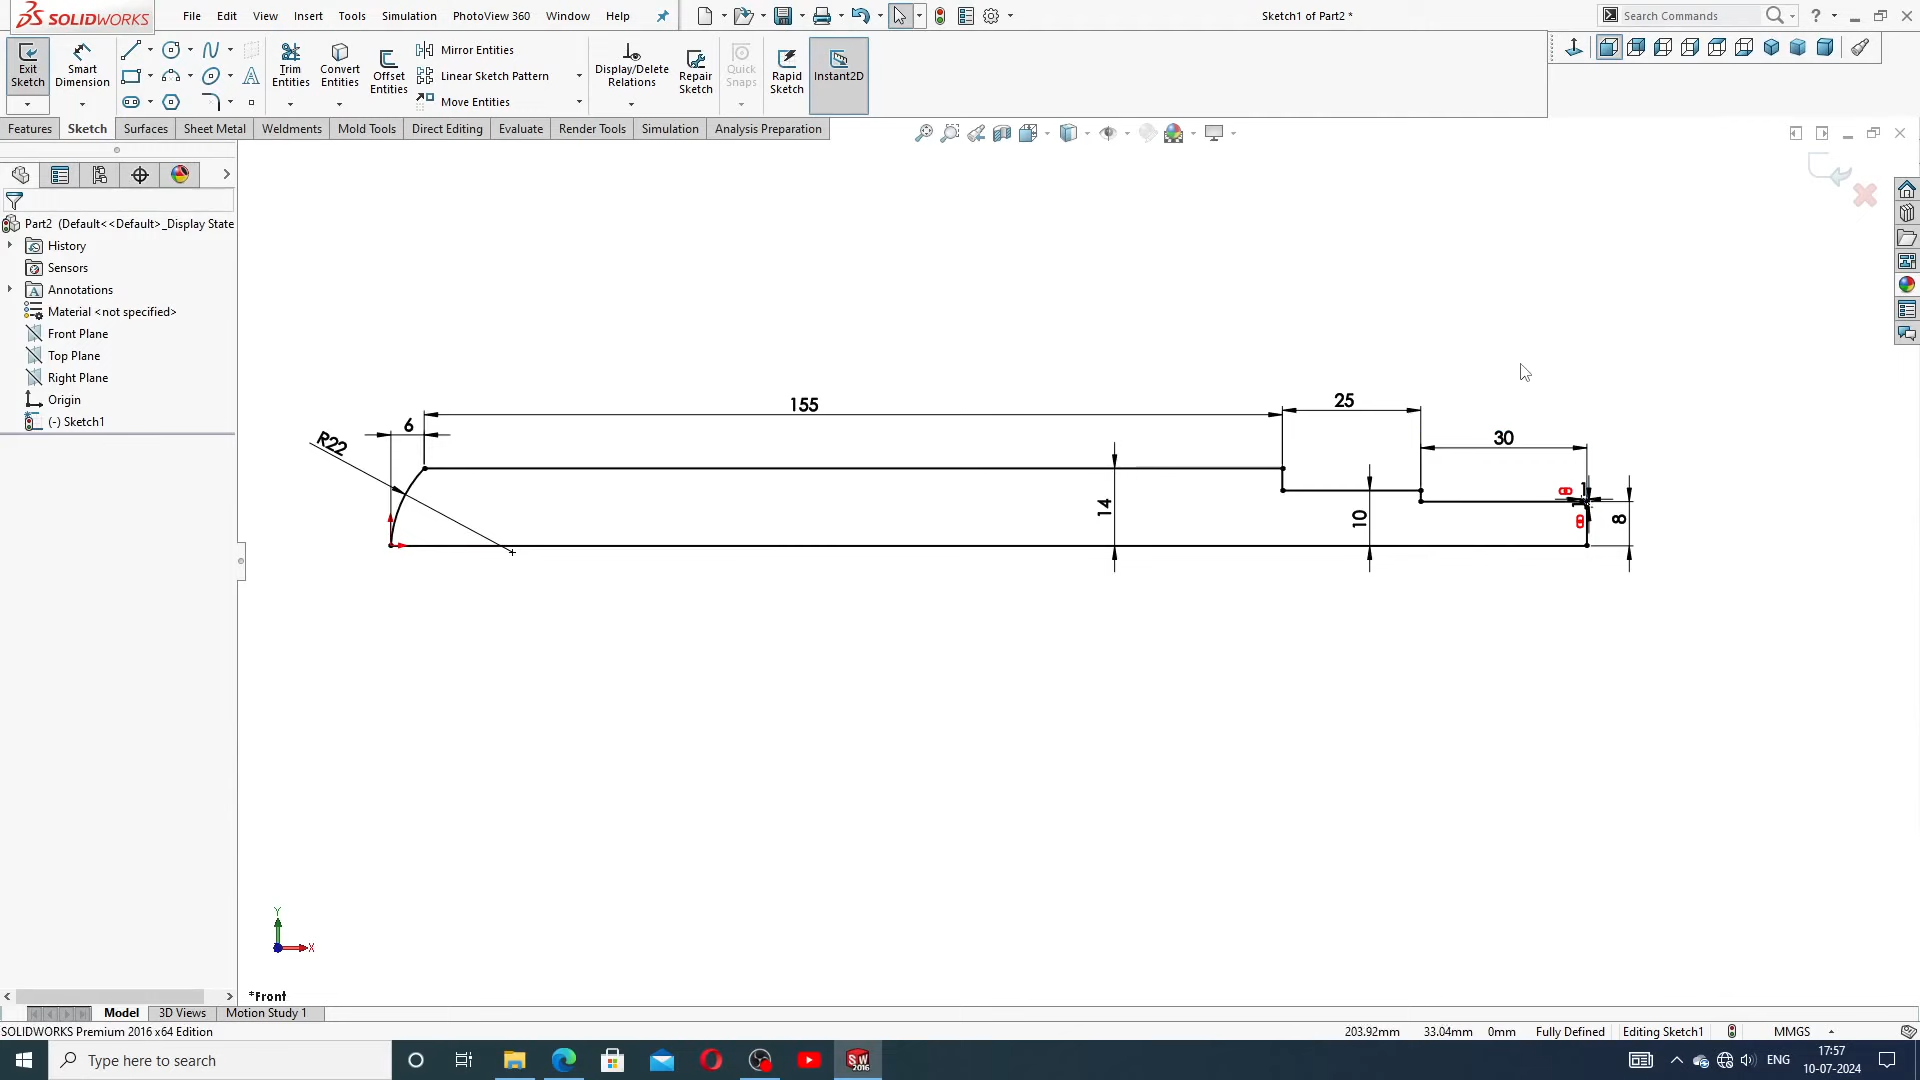 SOLIDWORKS
File Edit View Insert Tools Simulation PhotoView 360 Window Help
Sketch1 of Part2 *
Search Commands
Exit Sketch
Smart Dimension
Trim Entities
Convert Entities
Offset Entities
Mirror Entities
Linear Sketch Pattern
Move Entities
Display/Delete Relations
Repair Sketch
Quick Snaps
Rapid Sketch
Instant2D
Features Sketch Surfaces Sheet Metal Weldments Mold Tools Direct Editing Evaluate Render Tools Simulation Analysis Preparation
Part2 (Default<<Default>_Display State
History
Sensors
Annotations
Material <not specified>
Front Plane
Top Plane
Right Plane
Origin
(-) Sketch1
155
25
6
30
R22
14
10
1
1
8
Y
X
*Front
Model 3D Views Motion Study 1
SOLIDWORKS Premium 2016 x64 Edition
203.92mm 33.04mm 0mm Fully Defined Editing Sketch1 MMGS
Type here to search
SW 2016
ENG
17:57
10-07-2024